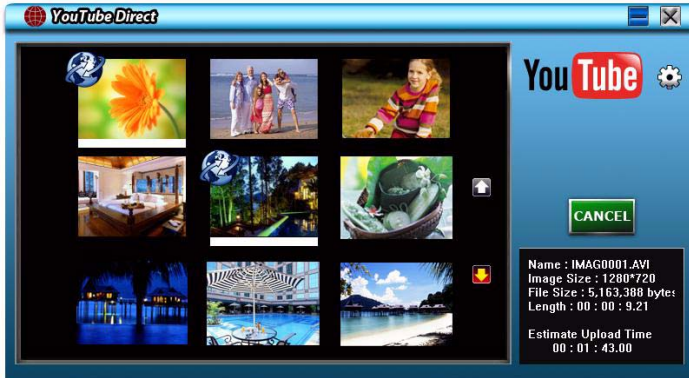 YouTube Direct
YouTube
CANCEL
Name : IMAG0001.AVI
Image Size : 1280*720
File Size : 5,163,388 bytes
Length : 00 : 00 : 9.21
Estimate Upload Time
00 : 01 : 43.00